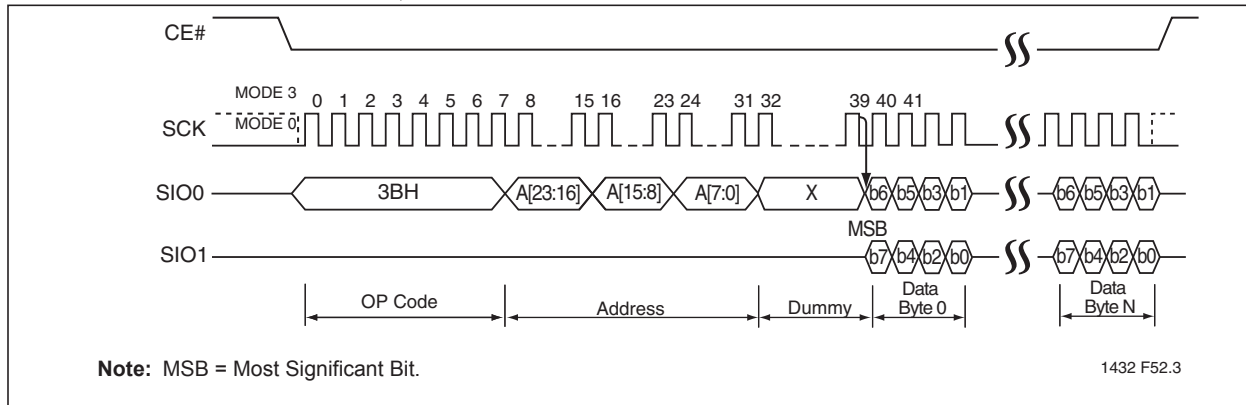 CE#
MODE 3
0 1 2 3 4 5 6 7 8 15 16 23 24 31 32 39 40 41
SCK
MODE 0
SIO0 3BH A[23:16] A[15:8] A[7:0] X b6 b5 b3 b1 b6 b5 b3 b1
MSB
SIO1 b7 b4 b2 b0 b7 b4 b2 b0
OP Code Address Dummy Data Byte 0 Data Byte N
Note: MSB = Most Significant Bit.
1432 F52.3